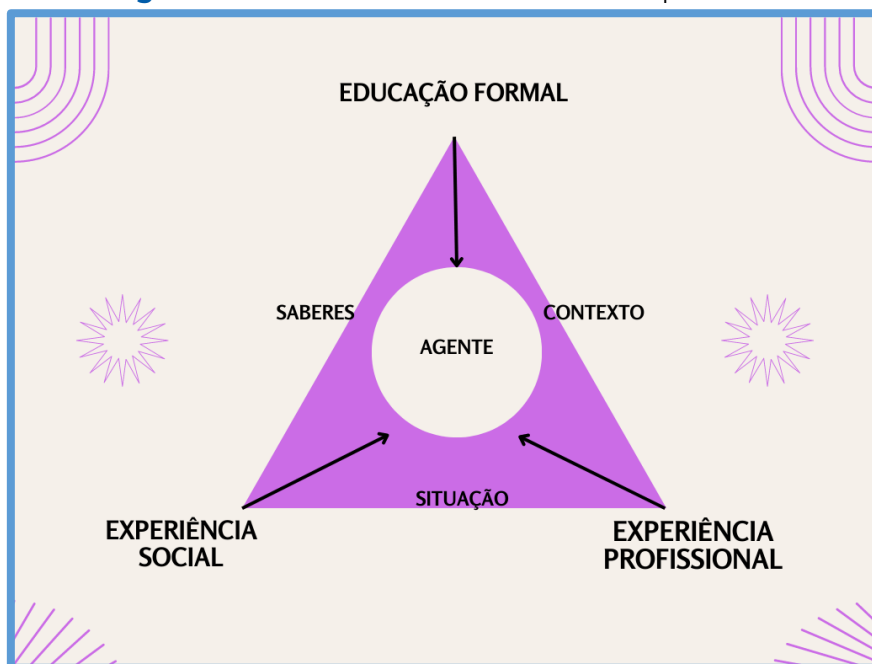 EDUCAÇÃO FORMAL
SABERES
CONTEXTO
AGENTE
SITUAÇÃO
EXPERIÊNCIA
SOCIAL
EXPERIÊNCIA
PROFISSIONAL